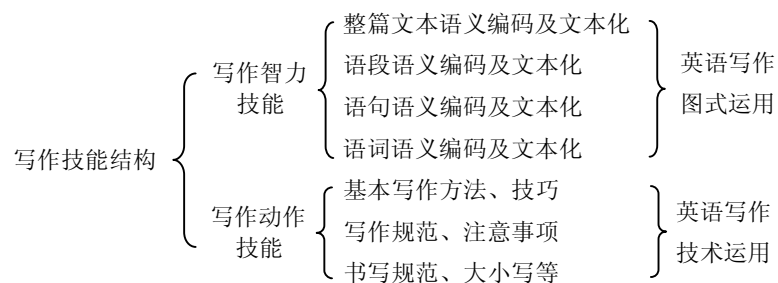 写作技能结构
写作智力
技能
整篇文本语义编码及文本化
语段语义编码及文本化
语句语义编码及文本化
语词语义编码及文本化
英语写作
图式运用
写作动作
技能
基本写作方法、技巧
写作规范、注意事项
书写规范、大小写等
英语写作
技术运用